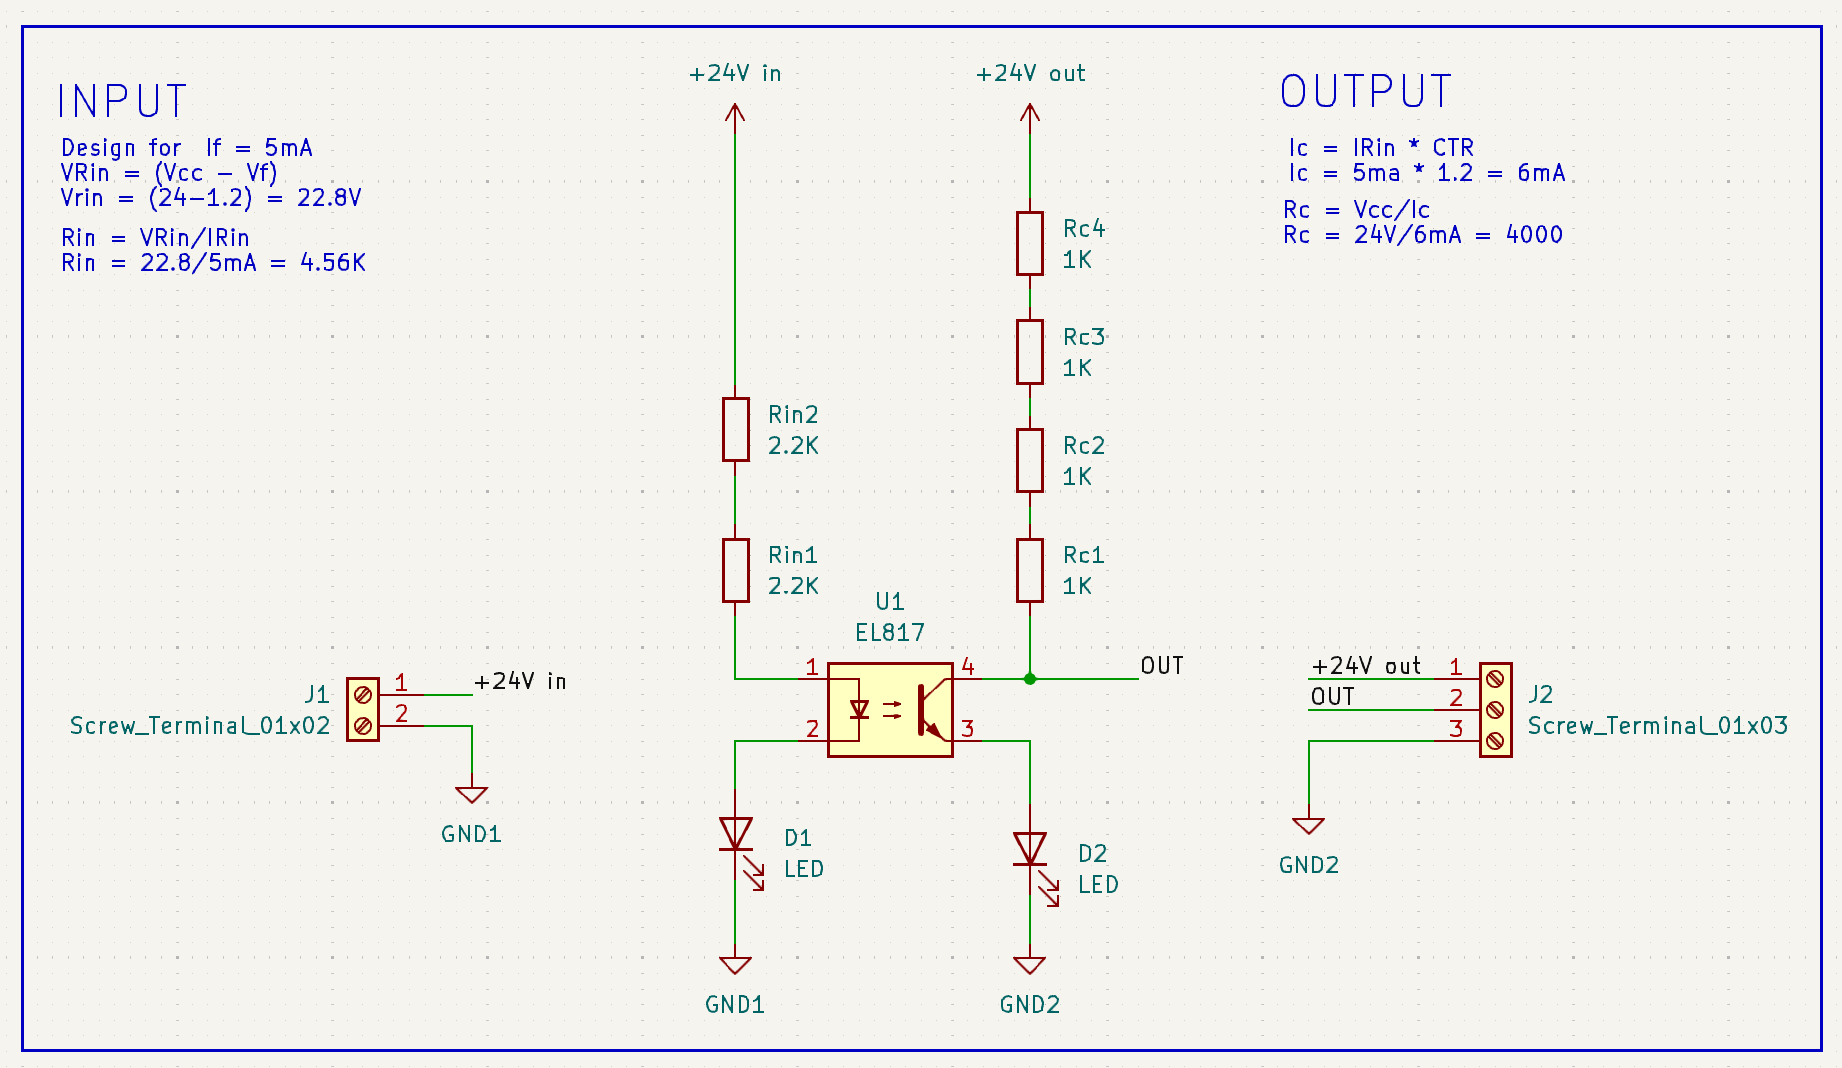 +24V in
+24V out
INPUT
Design for  If = 5mA
VRin = (Vcc - Vf)
Vrin = (24-1.2) = 22.8V
Rin = VRin/IRin
Rin = 22.8/5mA = 4.56K
OUTPUT
Ic = IRin * CTR
Ic = 5ma * 1.2 = 6mA
Rc = Vcc/Ic
Rc = 24V/6mA = 4000
Rc4
1K
Rc3
1K
Rin2
2.2K
Rc2
1K
Rin1
2.2K
Rc1
1K
U1
EL817
1
2
4
3
OUT
J1
Screw_Terminal_01x02
1
2
+24V in
GND1
+24V out
OUT
1
2
3
J2
Screw_Terminal_01x03
GND2
D1
LED
D2
LED
GND1
GND2